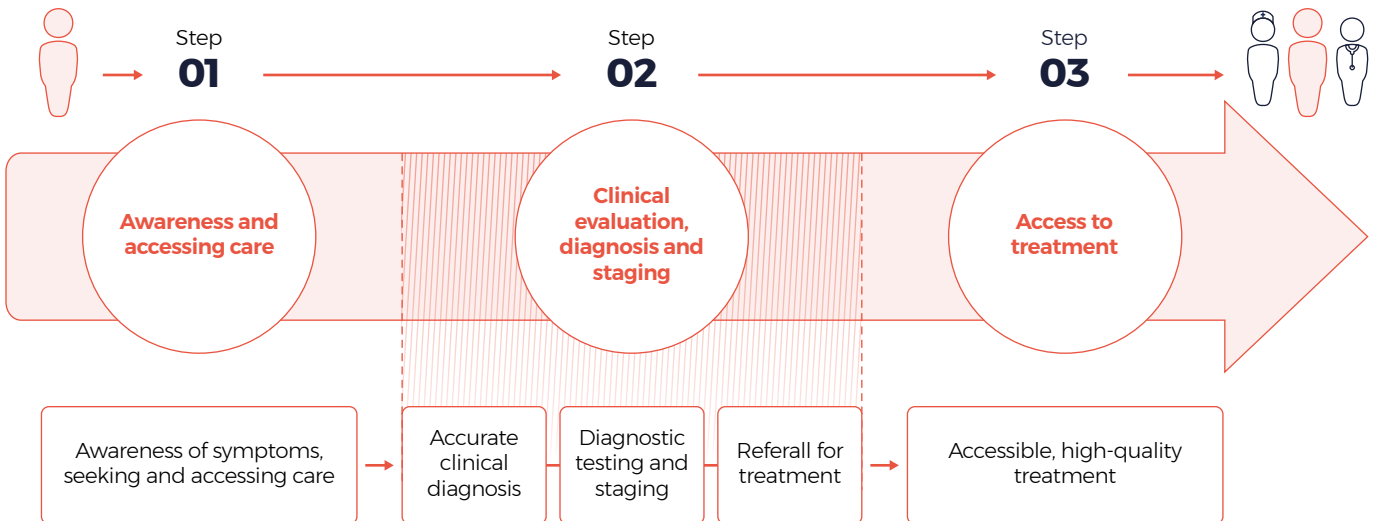 Step
01
Step
02
Step
03
Awareness and
accessing care
Clinical
evaluation,
diagnosis and
staging
Access to
treatment
Awareness of symptoms,
seeking and accessing care
Accurate
clinical
diagnosis
Diagnostic
testing and
staging
Referall for
treatment
Accessible, high-quality
treatment